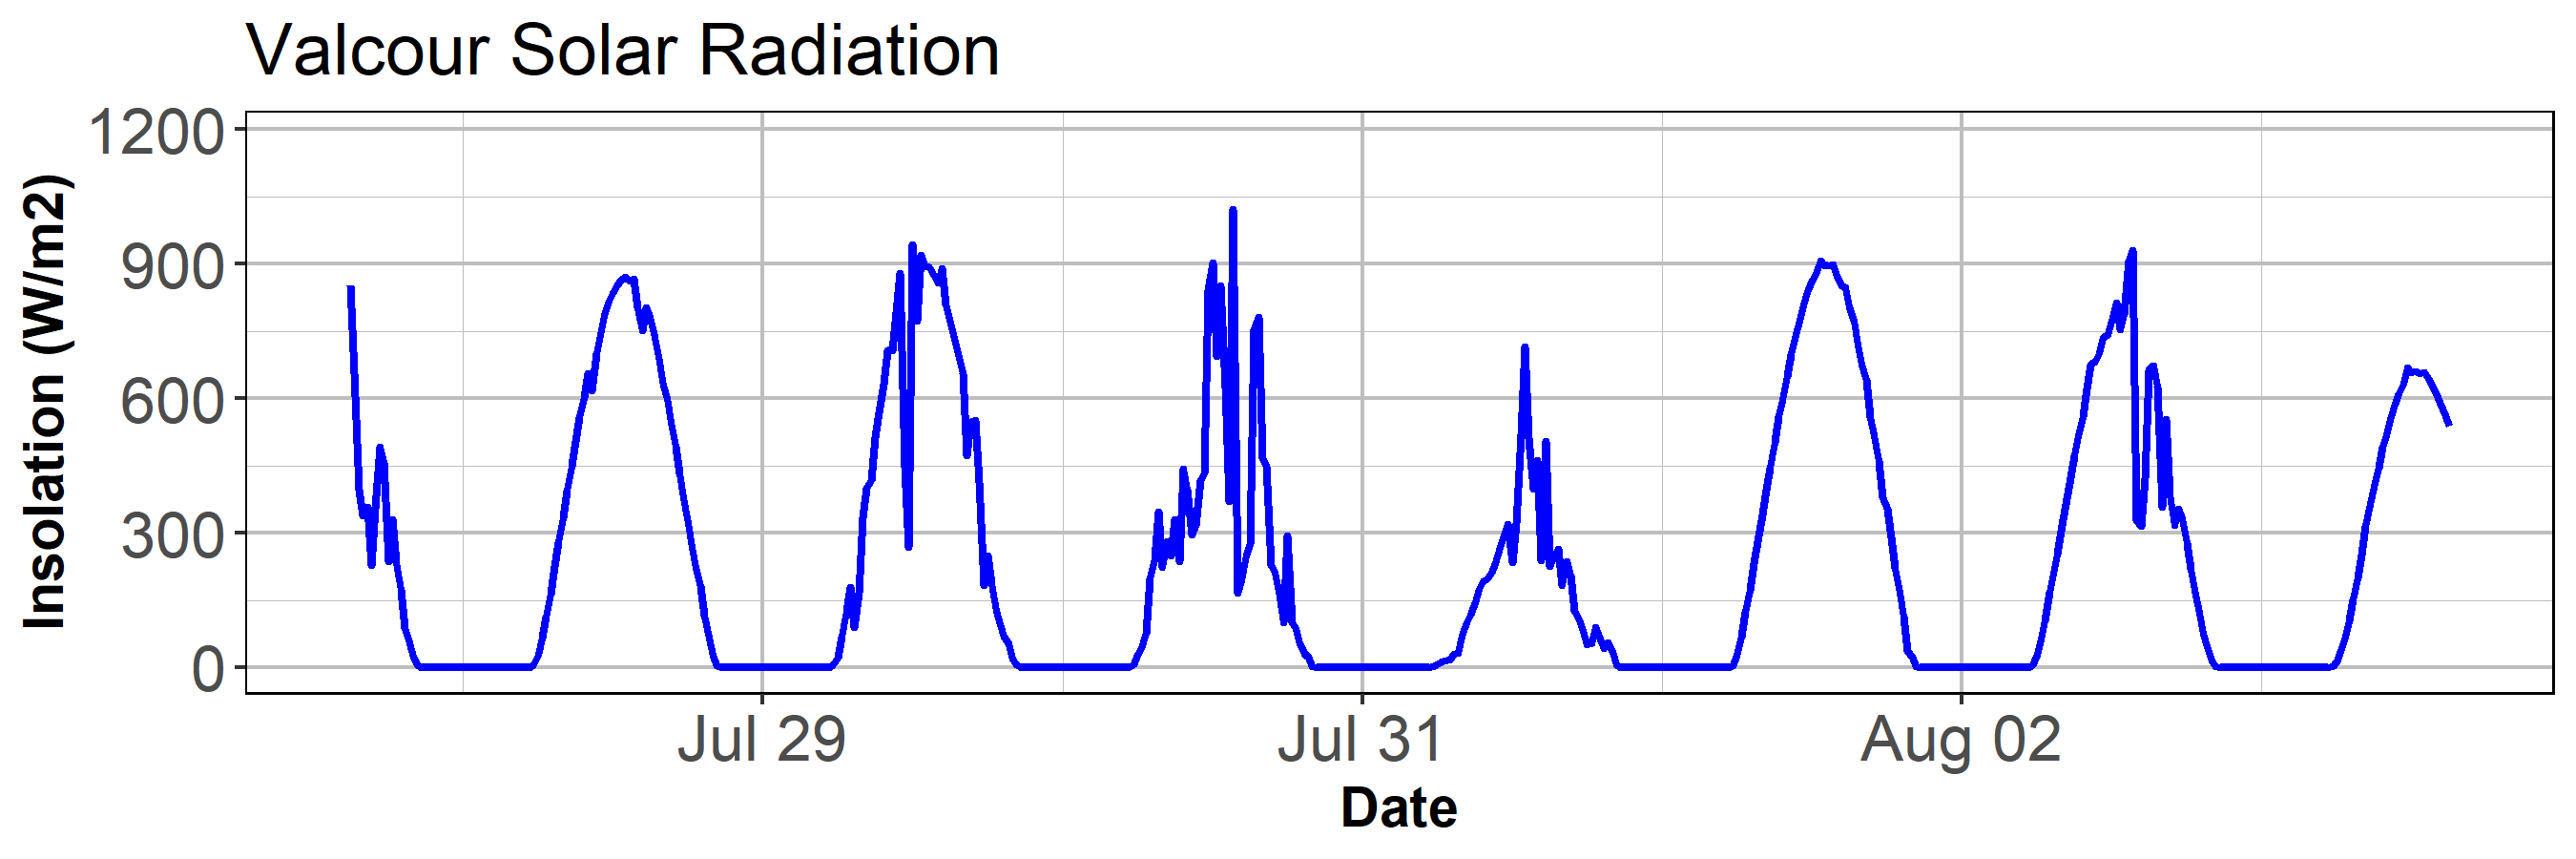 Valcour Solar Radiation
1200
900
600
300
0
Insolation (W/m2)
Jul 29 Jul 31 Aug 02
Date